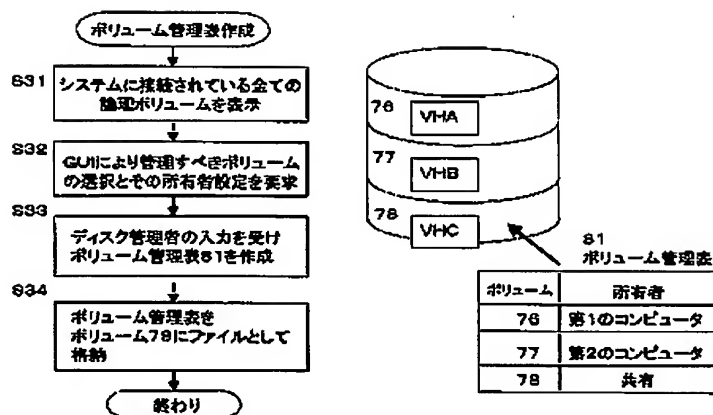 ボリューム管理表作成
S31
システムに接続されている全ての
論理ボリュームを表示
S32
GUIにより管理すべきボリューム
の選択とその所有者設定を要求
S33
ディスク管理者の入力を受け
ボリューム管理表81を作成
S34
ボリューム管理表を
ボリューム78にファイルとして
格納
終わり
76
VHA
77
VHB
78
VHC
81
ボリューム管理表
ボリューム 所有者
76 第1のコンピュータ
77 第2のコンピュータ
78 共有